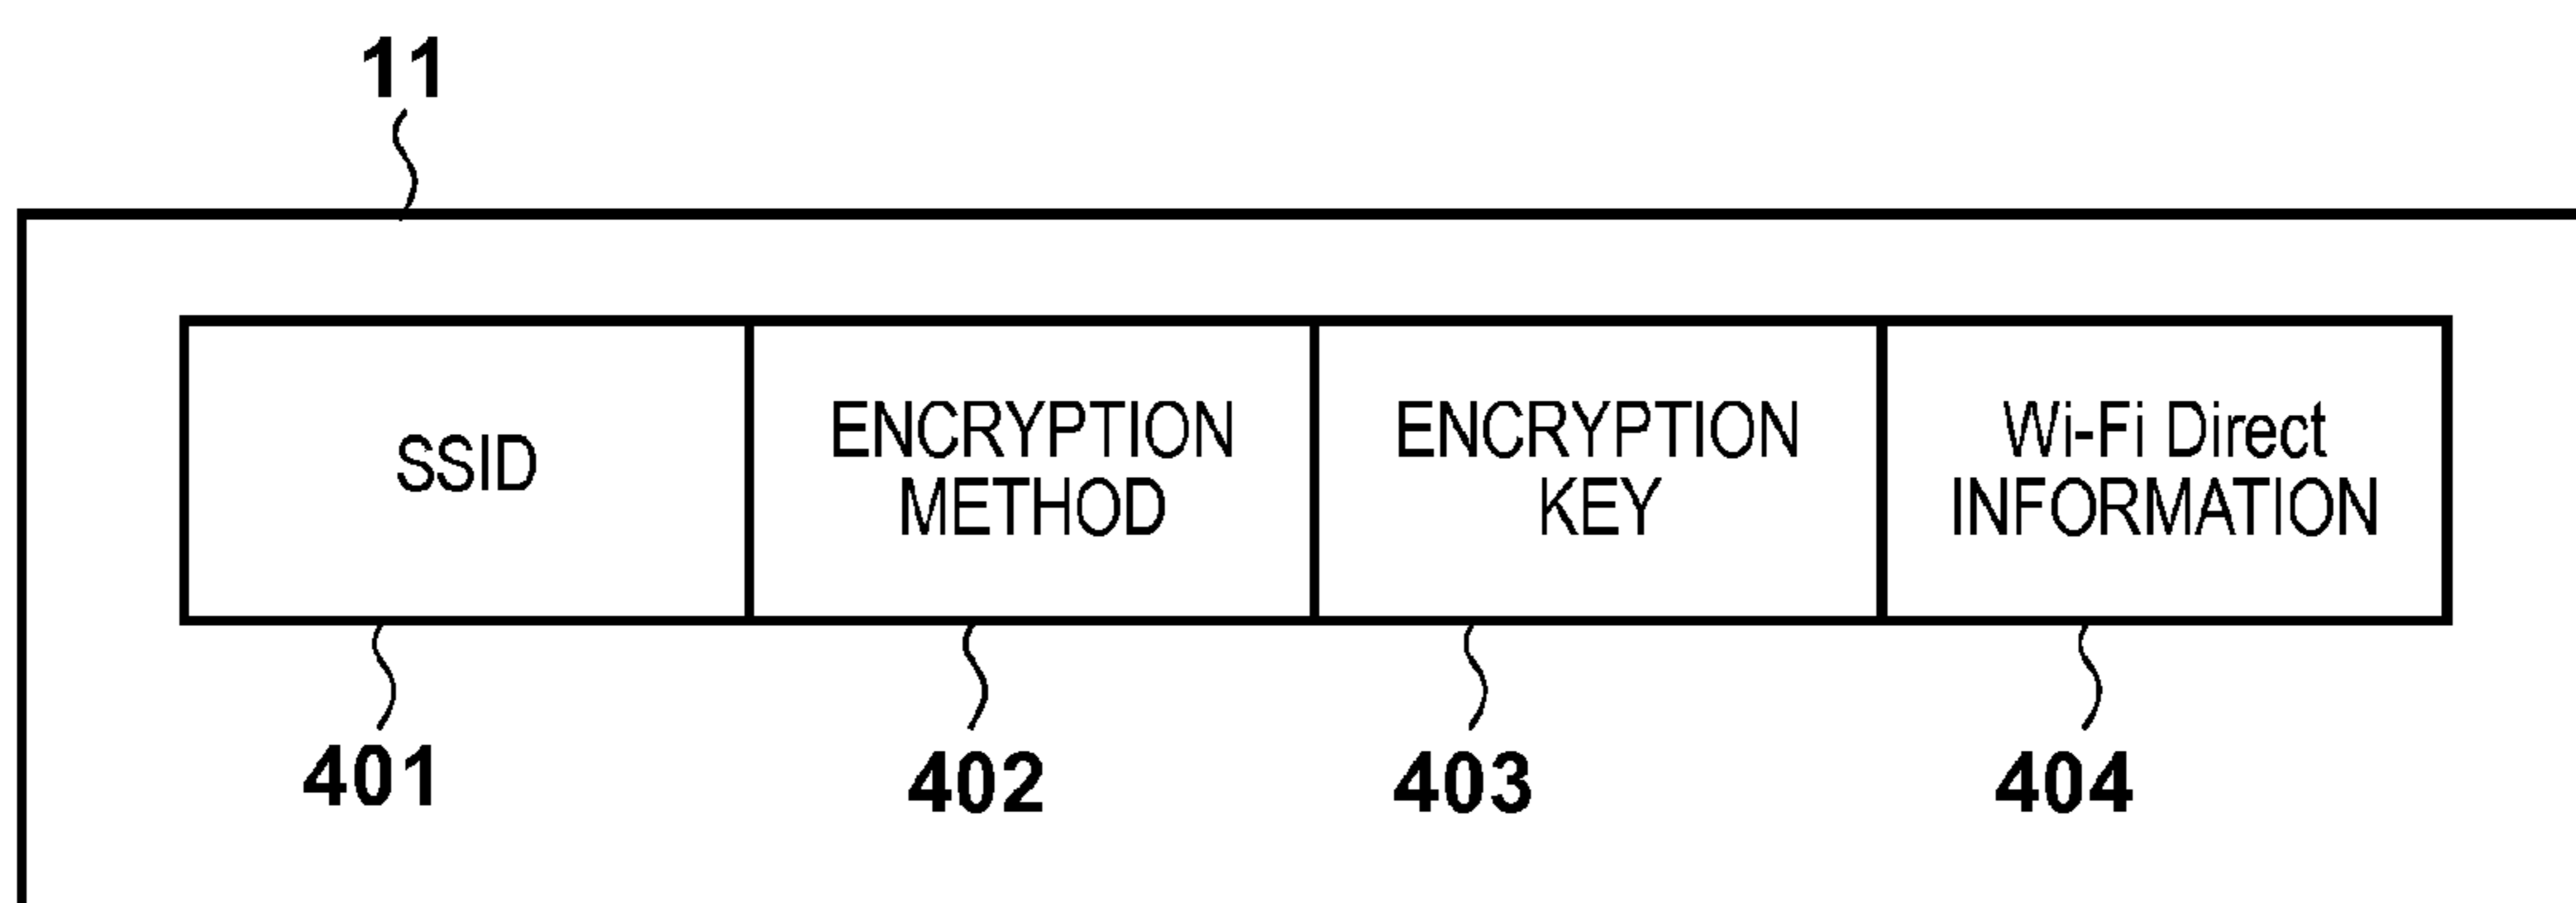 11
SSID
ENCRYPTION
METHOD
ENCRYPTION
KEY
Wi-Fi Direct
INFORMATION
401
402
403
404